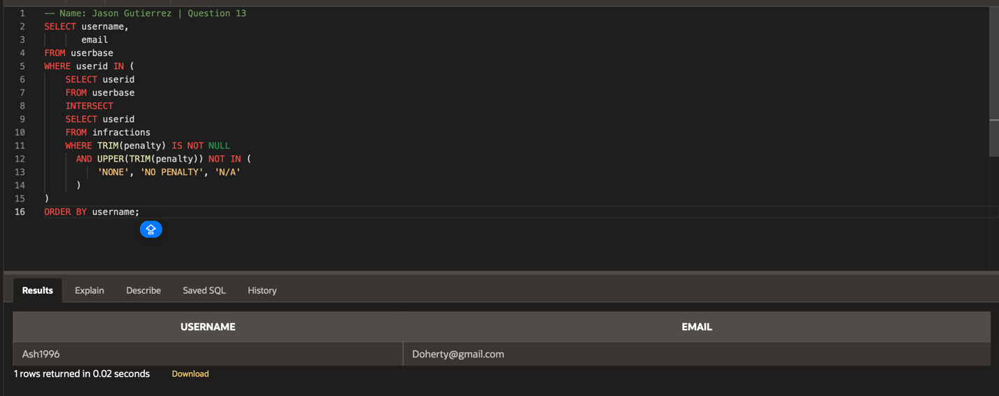 1 -- Name: Jason Gutierrez | Question 13
2 SELECT username,
3 email
4 FROM userbase
5 WHERE userid IN (
6 SELECT userid
7 FROM userbase
8 INTERSECT
9 SELECT userid
10 FROM infractions
11 WHERE TRIM(penalty) IS NOT NULL
12 AND UPPER(TRIM(penalty)) NOT IN (
13 'NONE', 'NO PENALTY', 'N/A'
14 )
15 )
16 ORDER BY username;
Results Explain Describe Saved SQL History
USERNAME EMAIL
Ash1996 Doherty@gmail.com
1 rows returned in 0.02 seconds Download